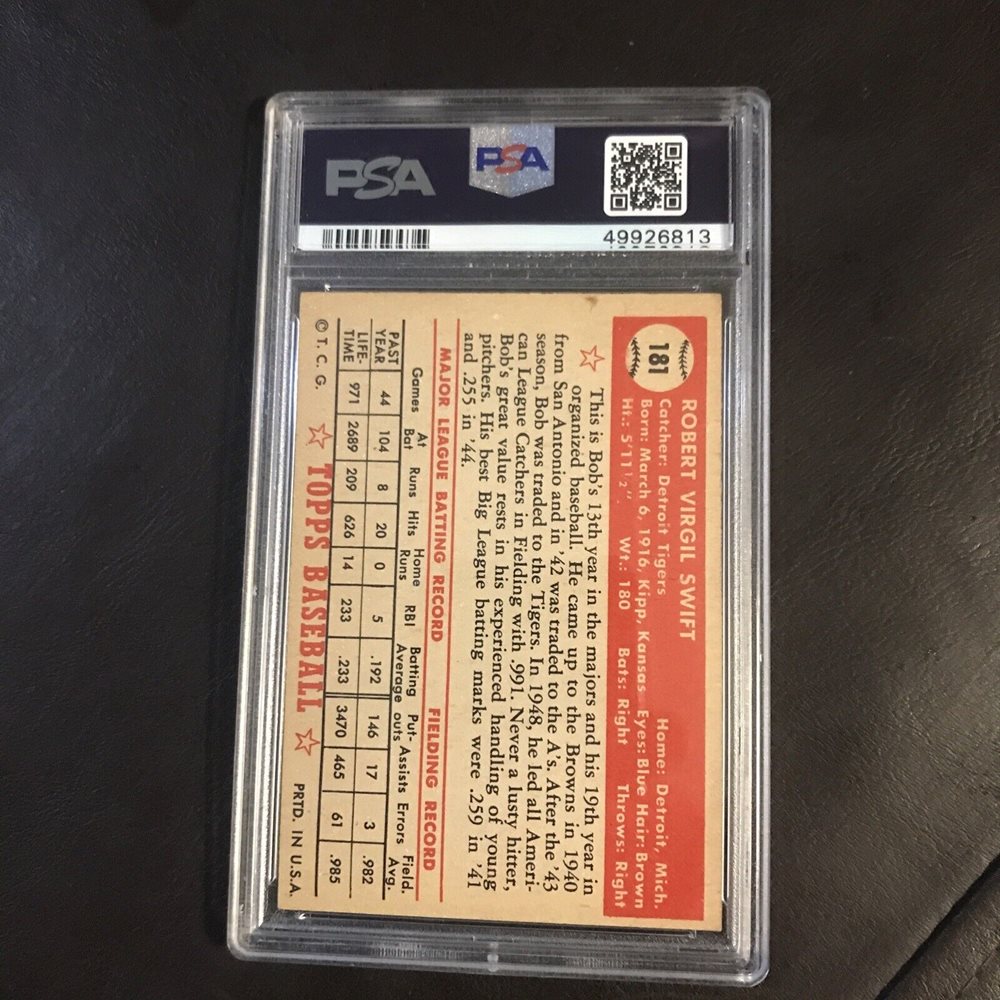 PSA
PSA
49926813
181
ROBERT VIRGIL SWIFT
Catcher: Detroit Tigers Home: Detroit, Mich.
Born: March 6, 1916, Kipp, Kansas Eyes: Blue Hair: Brown
Ht.: 5'11½" Wt.: 180 Bats: Right Throws: Right
This is Bob's 13th year in the majors and his 19th year in
organized baseball. He came up to the Browns in 1940
from San Antonio and in '42 was traded to the A's. After the '43
season, Bob was traded to the Tigers. In 1948, he led all Ameri-
can League Catchers in Fielding with .991. Never a lusty hitter,
Bob's great value rests in his experienced handling of young
pitchers. His best Big League batting marks were .259 in '41
and .255 in '44.
MAJOR LEAGUE BATTING RECORD FIELDING RECORD
Games At Bat Runs Hits Home Runs RBI Batting Average Put-outs Assists Errors Field. Avg.
PAST YEAR 44 104 8 20 0 5 .192 146 17 3 .982
LIFE-TIME 971 2689 209 626 14 233 .233 3470 465 61 .985
© T. C. G. TOPPS BASEBALL PRTD. IN U.S.A.